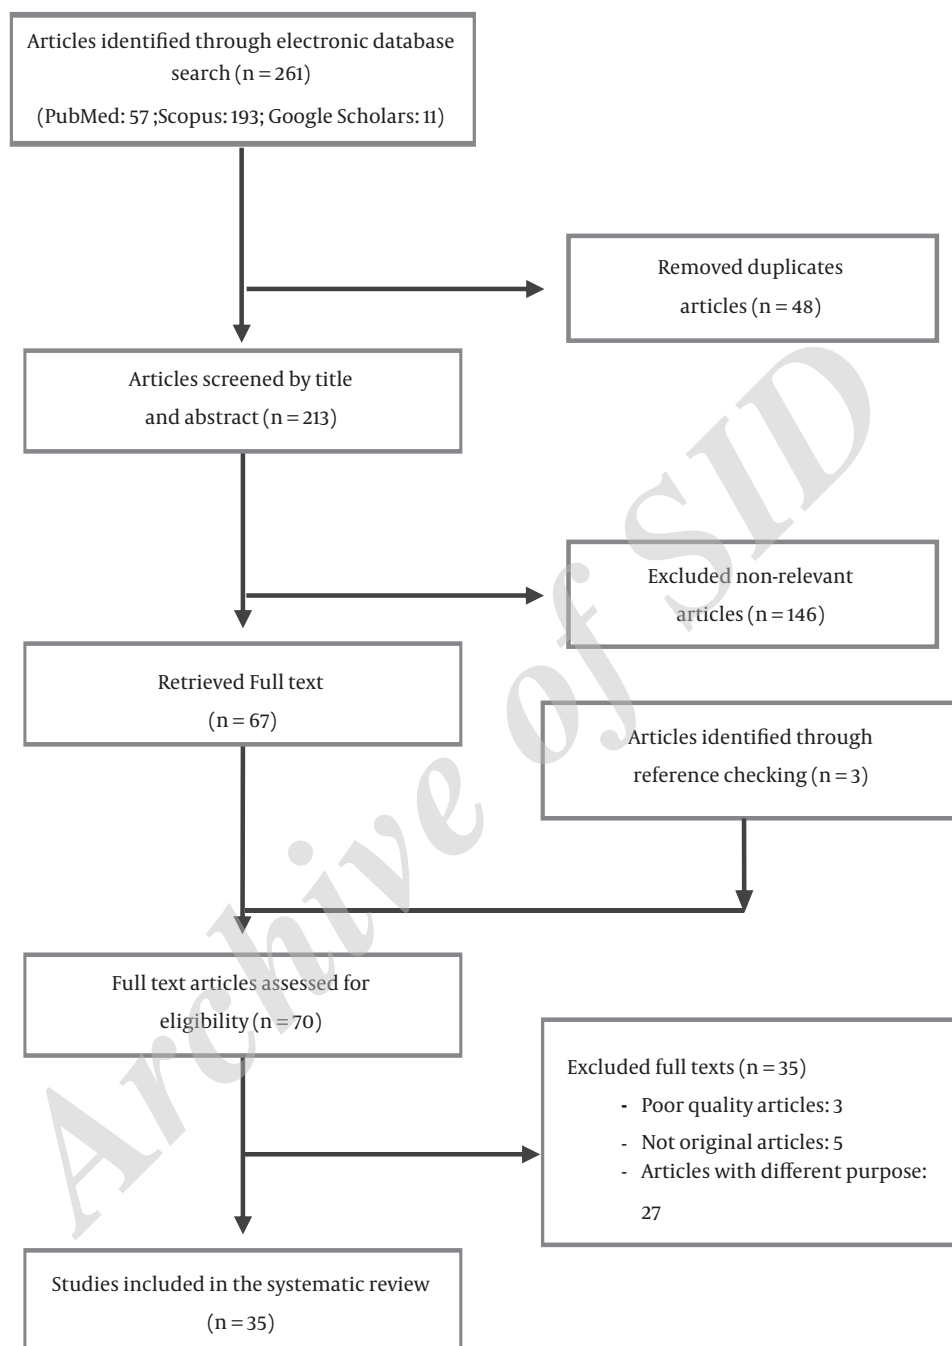 Articles identified through electronic database
search (n = 261)
(PubMed: 57 ;Scopus: 193; Google Scholars: 11)
Removed duplicates
articles (n = 48)
Articles screened by title
and abstract (n = 213)
Excluded non-relevant
articles (n = 146)
Retrieved Full text
(n = 67)
Articles identified through
reference checking (n = 3)
Full text articles assessed for
eligibility (n = 70)
Excluded full texts (n = 35)
- Poor quality articles: 3
- Not original articles: 5
- Articles with different purpose:
27
Studies included in the systematic review
(n = 35)
Archive of SID